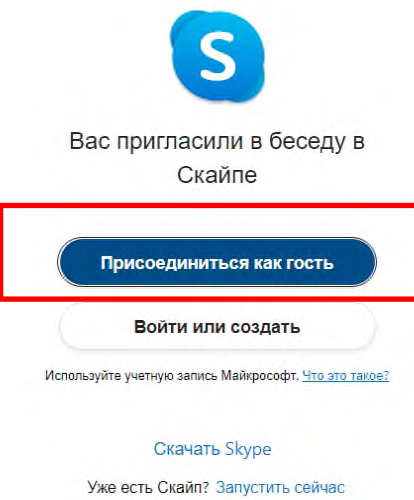 S
Вас пригласили в беседу в
Скайпе
Присоединиться как гость
Войти или создать
Используйте учетную запись Майкрософт. Что это такое?
Скачать Skype
Уже есть Скайп? Запустить сейчас